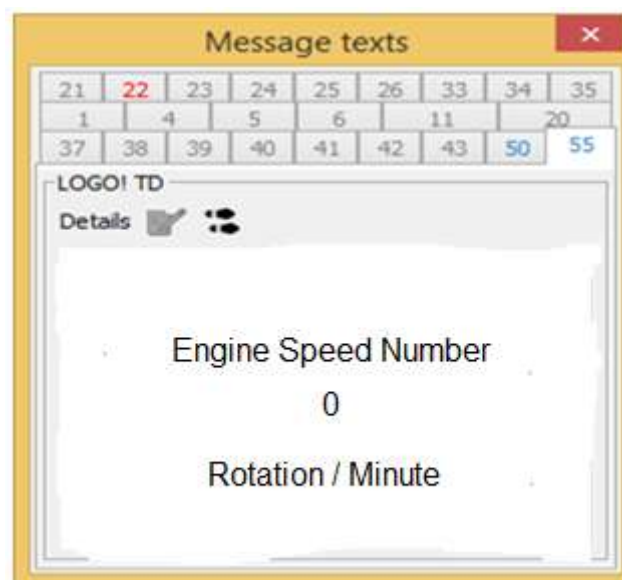 Message texts
21 22 23 24 25 26 33 34 35
1 4 5 6 11 20
37 38 39 40 41 42 43 50 55
LOGO! TD
Details
Engine Speed Number
0
Rotation / Minute